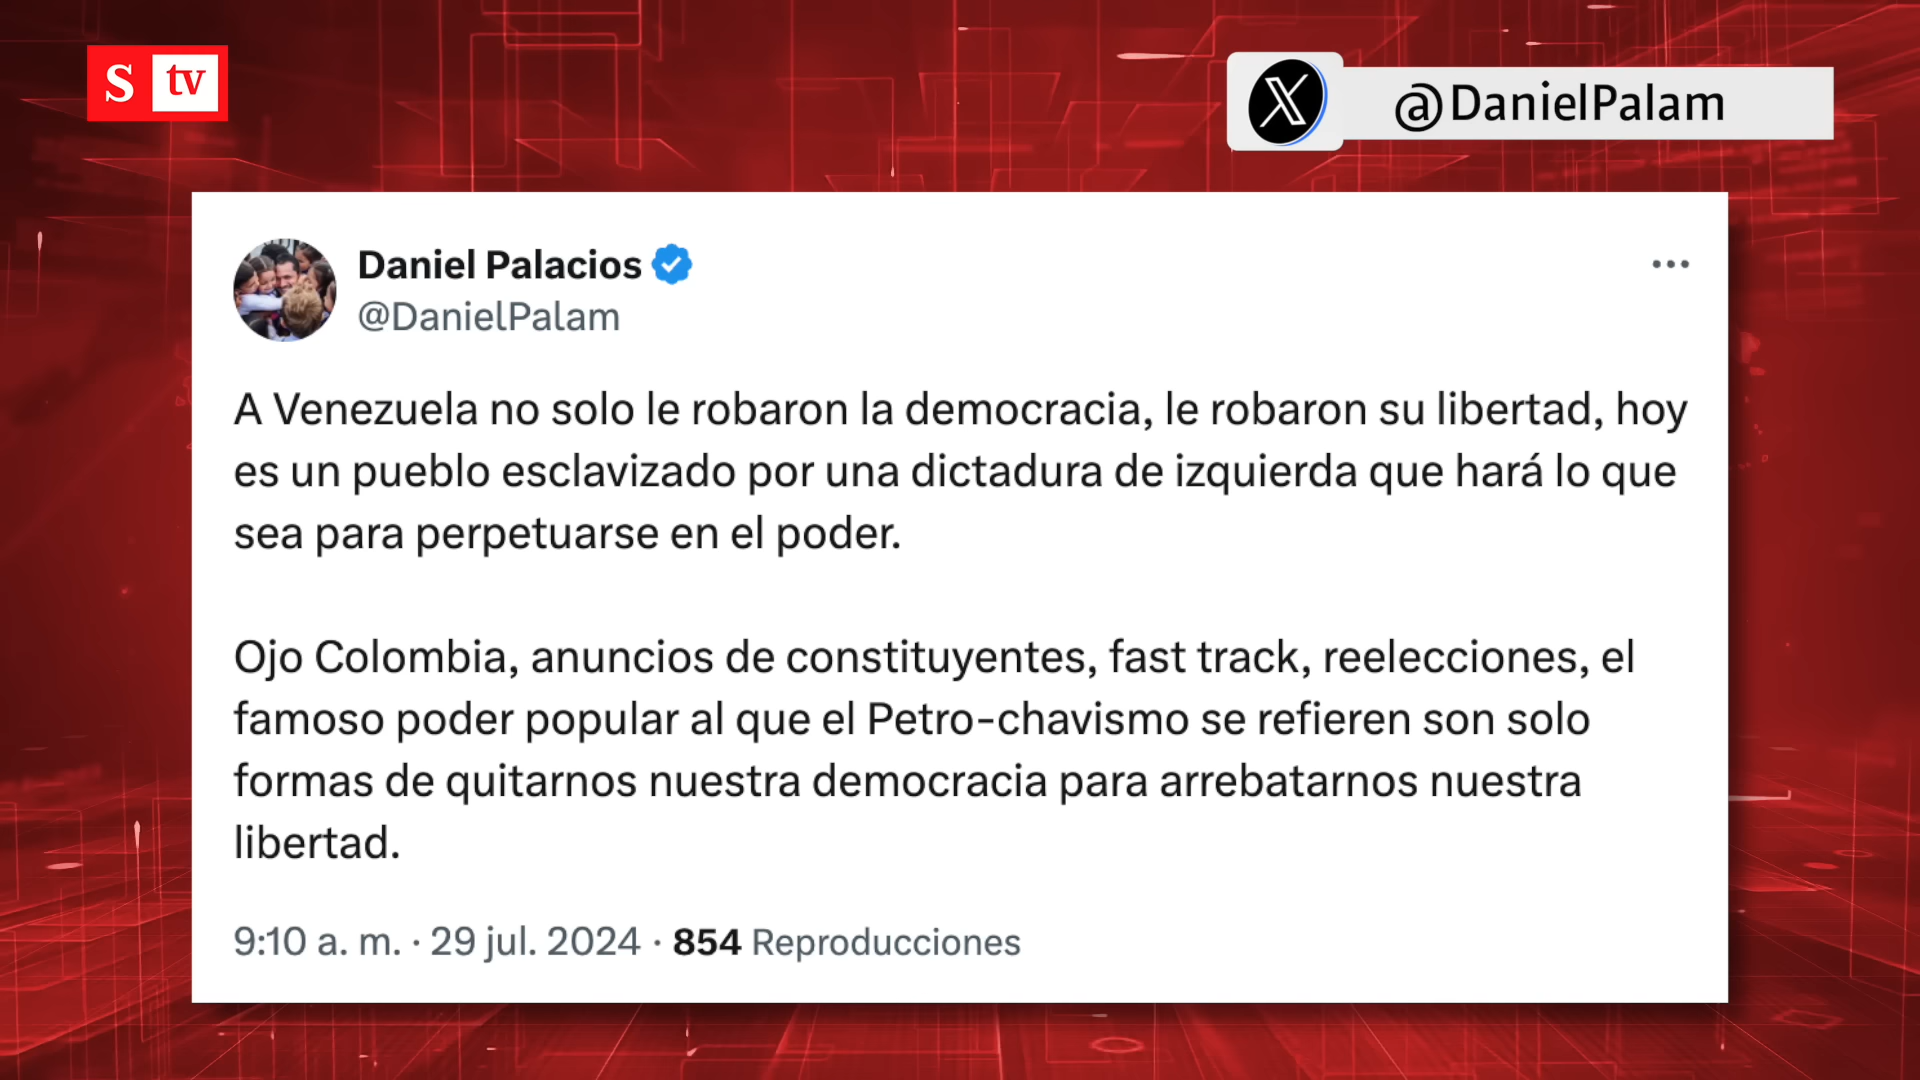 S tv
@DanielPalam
Daniel Palacios
@DanielPalam
A Venezuela no solo le robaron la democracia, le robaron su libertad, hoy
es un pueblo esclavizado por una dictadura de izquierda que hará lo que
sea para perpetuarse en el poder.
Ojo Colombia, anuncios de constituyentes, fast track, reelecciones, el
famoso poder popular al que el Petro-chavismo se refieren son solo
formas de quitarnos nuestra democracia para arrebatarnos nuestra
libertad.
9:10 a. m. · 29 jul. 2024 · 854 Reproducciones